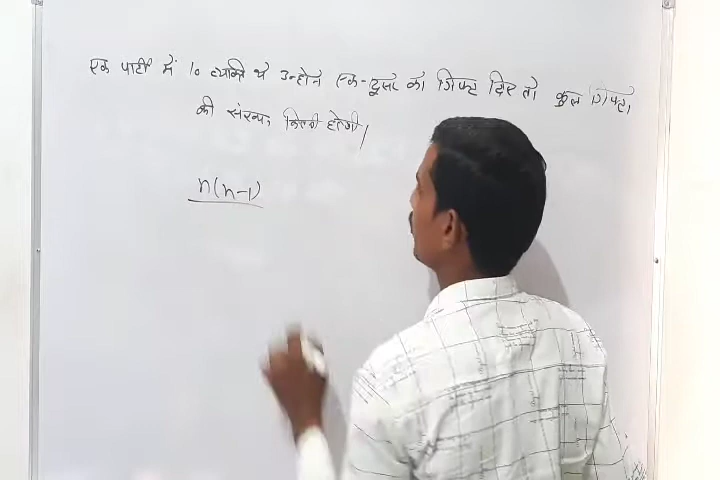 एक पार्टी में 10 व्यक्ति थे उन्होने एक-दूसरे को गिफ्ट दिए तो कुल गिफ्टो
की संख्या कितनी होगी।
n(n-1)